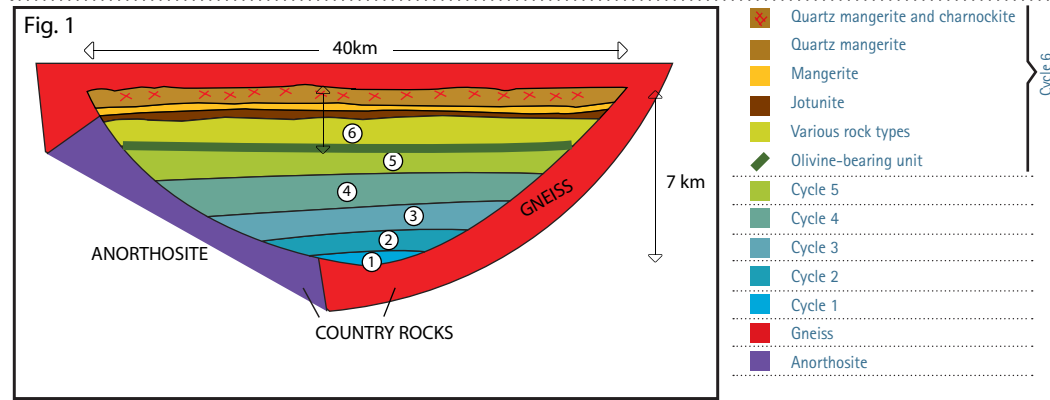 Fig. 1
40km
6
5
4
3
2
1
7 km
GNEISS
ANORTHOSITE
COUNTRY ROCKS
Quartz mangerite and charnockite
Quartz mangerite
Mangerite
Jotunite
Various rock types
Olivine-bearing unit
Cycle 6
Cycle 5
Cycle 4
Cycle 3
Cycle 2
Cycle 1
Gneiss
Anorthosite